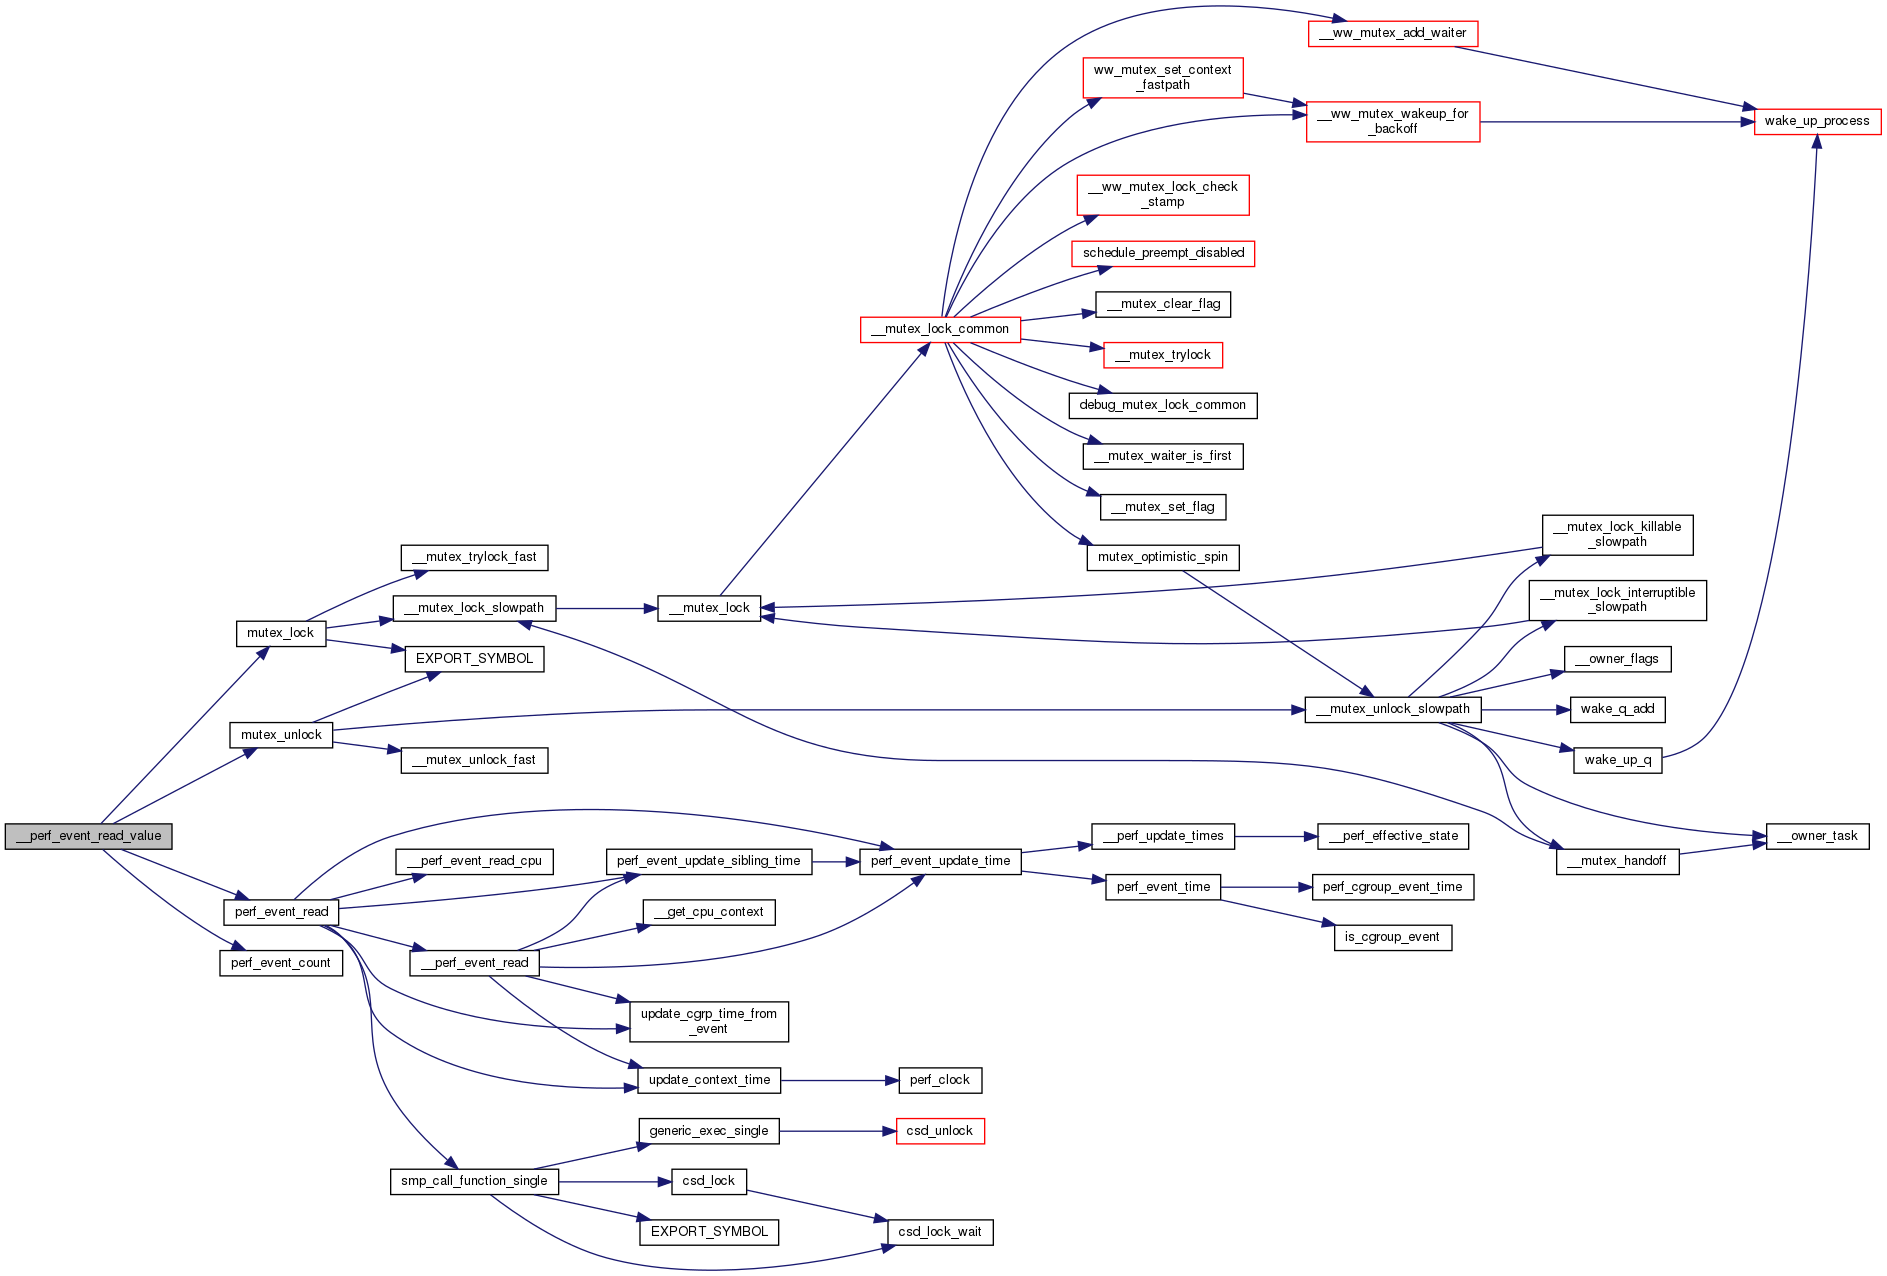 __ww_mutex_add_waiter
ww_mutex_set_context
_fastpath
__ww_mutex_wakeup_for
_backoff
wake_up_process
__ww_mutex_lock_check
_stamp
schedule_preempt_disabled
__mutex_clear_flag
__mutex_lock_common
__mutex_trylock
debug_mutex_lock_common
__mutex_waiter_is_first
__mutex_set_flag
__mutex_lock_killable
_slowpath
mutex_optimistic_spin
__mutex_trylock_fast
__mutex_lock_slowpath
__mutex_lock
__mutex_lock_interruptible
_slowpath
mutex_lock
EXPORT_SYMBOL
__owner_flags
__mutex_unlock_slowpath
wake_q_add
mutex_unlock
__mutex_unlock_fast
wake_up_q
__perf_event_read_value
__perf_update_times
__perf_effective_state
__owner_task
__perf_event_read_cpu
perf_event_update_sibling_time
perf_event_update_time
__mutex_handoff
perf_event_time
perf_cgroup_event_time
perf_event_read
__get_cpu_context
is_cgroup_event
perf_event_count
__perf_event_read
update_cgrp_time_from
_event
update_context_time
perf_clock
generic_exec_single
csd_unlock
smp_call_function_single
csd_lock
EXPORT_SYMBOL
csd_lock_wait